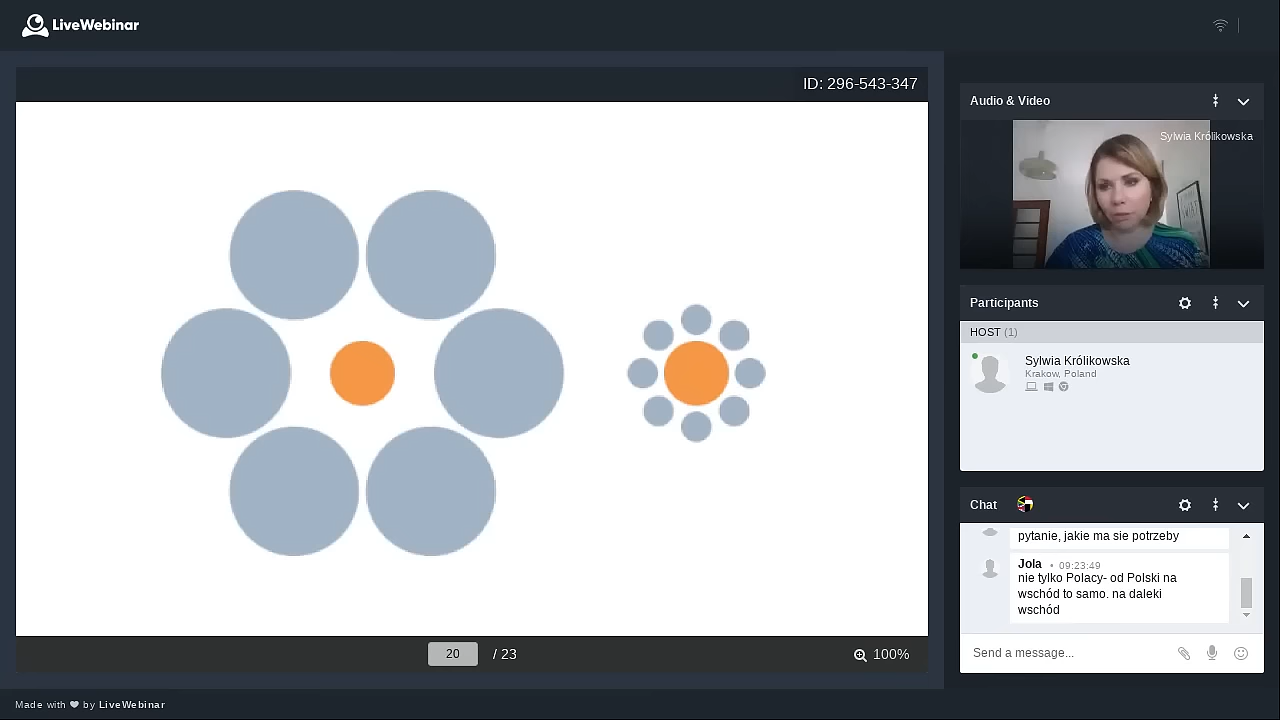 LiveWebinar
ID: 296-543-347
20 / 23
100%
Audio & Video
Sylwia Królikowska
Participants
HOST (1)
Sylwia Królikowska
Krakow, Poland
Chat
pytanie, jakie ma sie potrzeby
Jola • 09:23:49
nie tylko Polacy- od Polski na
wschód to samo. na daleki
wschód
Send a message...
Made with by LiveWebinar